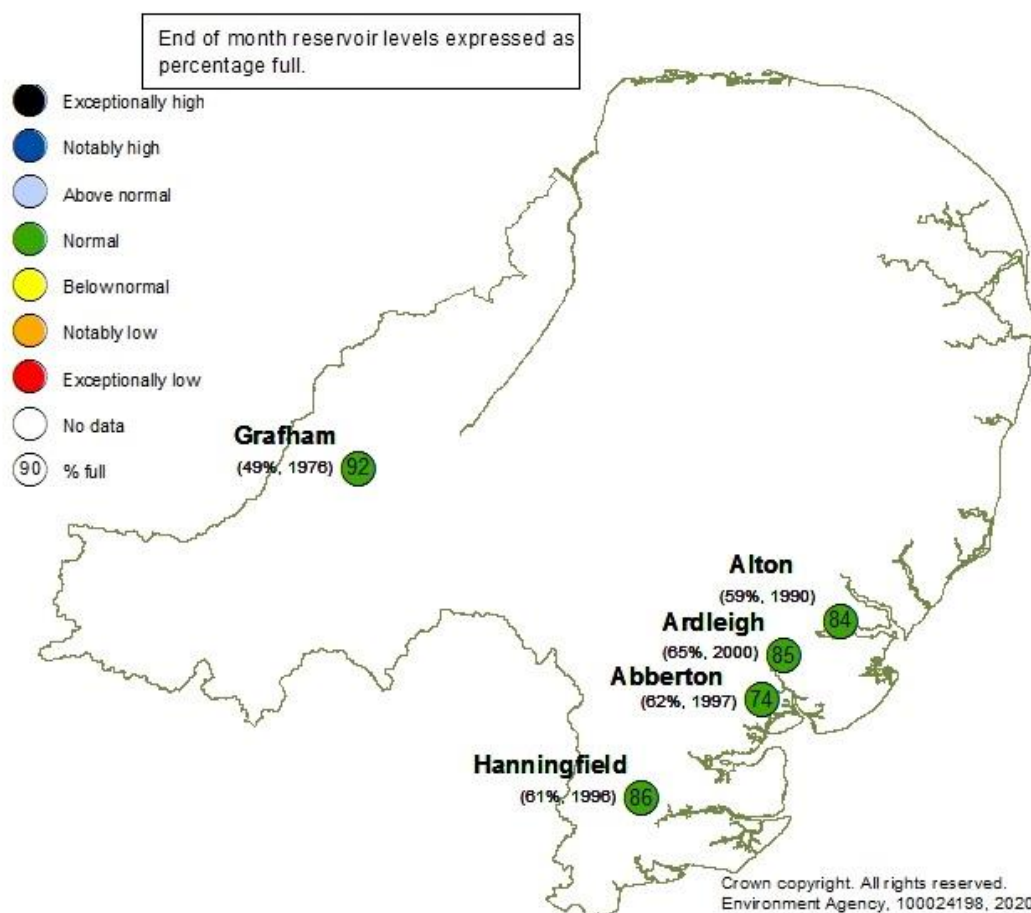 End of month reservoir levels expressed as
percentage full.
Exceptionally high
Notably high
Above normal
Normal
Below normal
Notably low
Exceptionally low
No data
90 % full
Grafham
(49%, 1976) 92
Alton
(59%, 1990) 84
Ardleigh
(65%, 2000) 85
Abberton
(62%, 1997) 74
Hanningfield
(61%, 1996) 86
Crown copyright. All rights reserved.
Environment Agency, 100024198, 2020